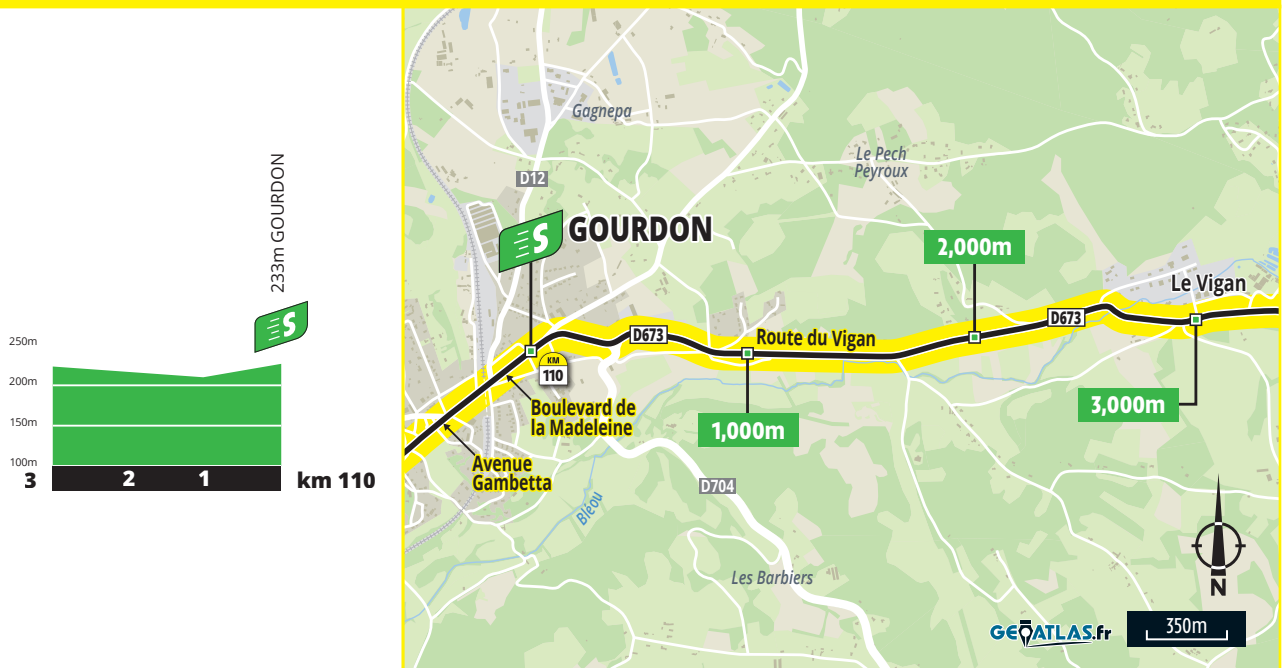 233m GOURDON
S
250m
200m
150m
100m
3
2
1
km 110
Gagnepa
Le Pech
Peyroux
D12
S
GOURDON
2,000m
Le Vigan
D673
D673
Route du Vigan
KM
110
3,000m
Boulevard de
la Madeleine
1,000m
Avenue
Gambetta
D704
Bléou
Les Barbiers
N
GEOATLAS.fr
350m